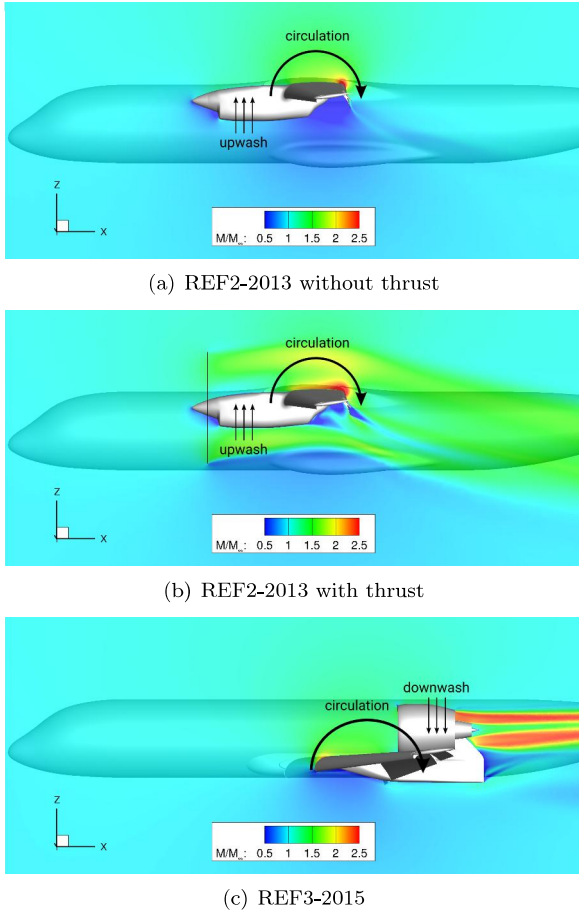 circulation
upwash
Z
X
M/M∞: 0.5 1 1.5 2 2.5
(a) REF2-2013 without thrust
circulation
upwash
Z
X
M/M∞: 0.5 1 1.5 2 2.5
(b) REF2-2013 with thrust
downwash
circulation
Z
X
M/M∞: 0.5 1 1.5 2 2.5
(c) REF3-2015